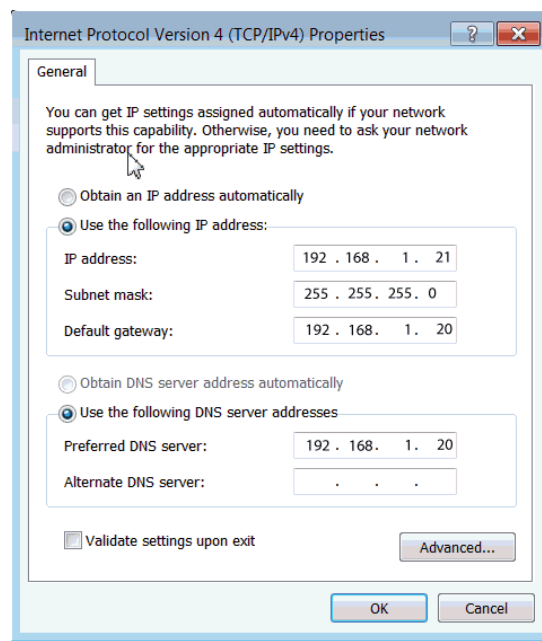 Internet Protocol Version 4 (TCP/IPv4) Properties
?
General
You can get IP settings assigned automatically if your network
supports this capability. Otherwise, you need to ask your network
administrator for the appropriate IP settings.
Obtain an IP address automatically
Use the following IP address:
IP address: 192 . 168 . 1 . 21
Subnet mask: 255 . 255 . 255 . 0
Default gateway: 192 . 168 . 1 . 20
Obtain DNS server address automatically
Use the following DNS server addresses
Preferred DNS server: 192 . 168 . 1 . 20
Alternate DNS server: . . .
Validate settings upon exit
Advanced...
OK Cancel